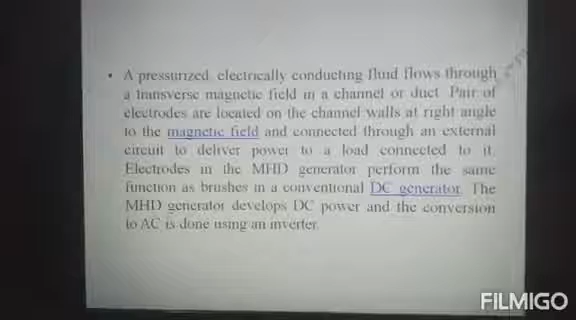 • A pressurized, electrically conducting fluid flows through
a transverse magnetic field in a channel or duct. Pair of
electrodes are located on the channel walls at right angle
to the magnetic field and connected through an external
circuit to deliver power to a load connected to it.
Electrodes in the MHD generator perform the same
function as brushes in a conventional DC generator. The
MHD generator develops DC power and the conversion
to AC is done using an inverter.
FILMIGO